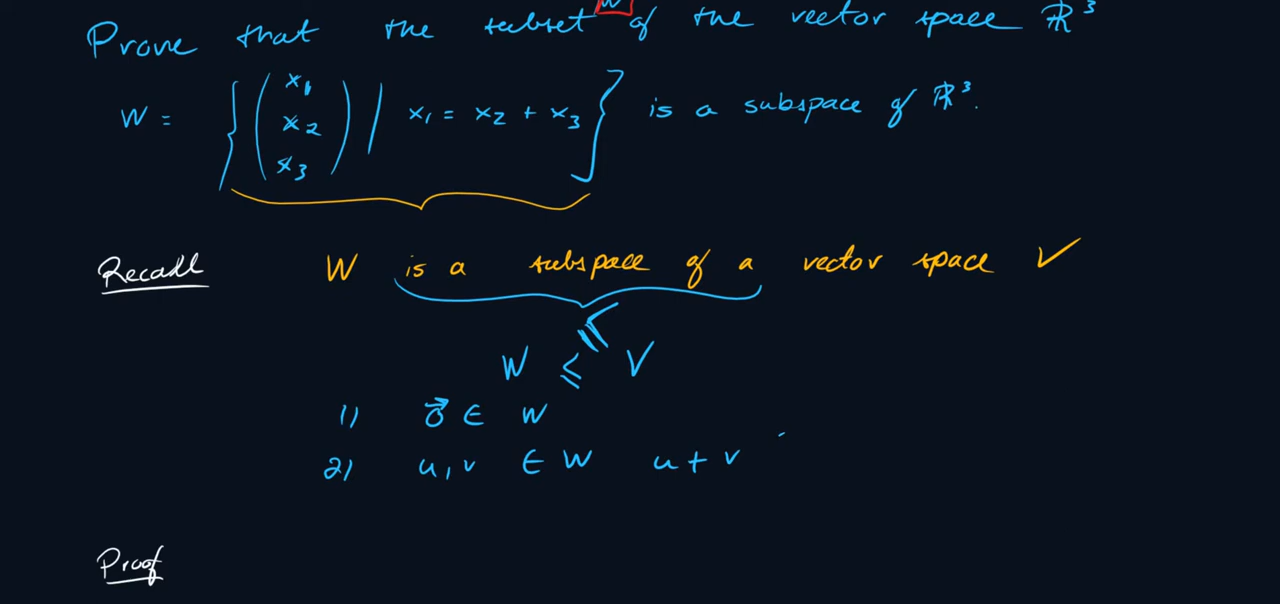 Prove that the subset W of the vector space ℝ³
W = { ( x₁ x₂ x₃ ) | x₁ = x₂ + x₃ } is a subspace of ℝ³.
Recall W is a subspace of a vector space V
W ≤ V
1) 0⃗ ∈ W
2) u, v ∈ W u + v
Proof